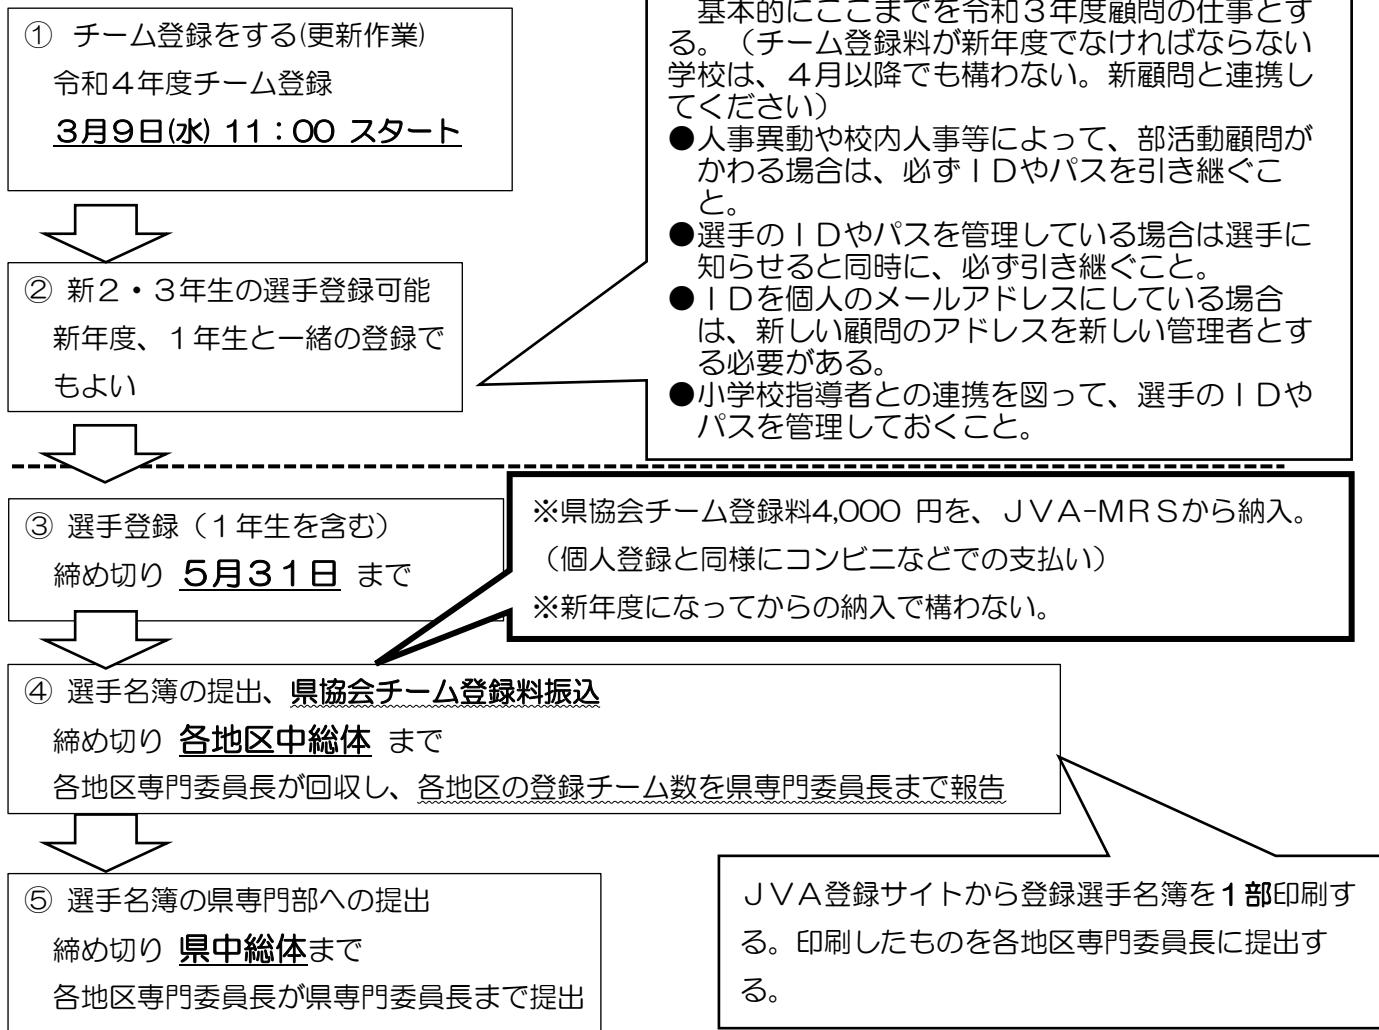 ① チーム登録をする(更新作業)
令和４年度チーム登録
３月９日(水) 11：00 スタート
基本的にここまでを令和３年度顧問の仕事とす
る。（チーム登録料が新年度でなければならない
学校は、４月以降でも構わない。新顧問と連携し
てください）
●人事異動や校内人事等によって、部活動顧問が
かわる場合は、必ずＩＤやパスを引き継ぐこ
と。
●選手のＩＤやパスを管理している場合は選手に
知らせると同時に、必ず引き継ぐこと。
●ＩＤを個人のメールアドレスにしている場合
は、新しい顧問のアドレスを新しい管理者とす
る必要がある。
●小学校指導者との連携を図って、選手のＩＤや
パスを管理しておくこと。
② 新２・３年生の選手登録可能
新年度、１年生と一緒の登録で
もよい
③ 選手登録（１年生を含む）
締め切り ５月３１日 まで
※県協会チーム登録料4,000 円を、ＪＶＡ-ＭＲＳから納入。
（個人登録と同様にコンビニなどでの支払い）
※新年度になってからの納入で構わない。
④ 選手名簿の提出、県協会チーム登録料振込
締め切り 各地区中総体 まで
各地区専門委員長が回収し、各地区の登録チーム数を県専門委員長まで報告
⑤ 選手名簿の県専門部への提出
締め切り 県中総体まで
各地区専門委員長が県専門委員長まで提出
ＪＶＡ登録サイトから登録選手名簿を１部印刷す
る。印刷したものを各地区専門委員長に提出す
る。